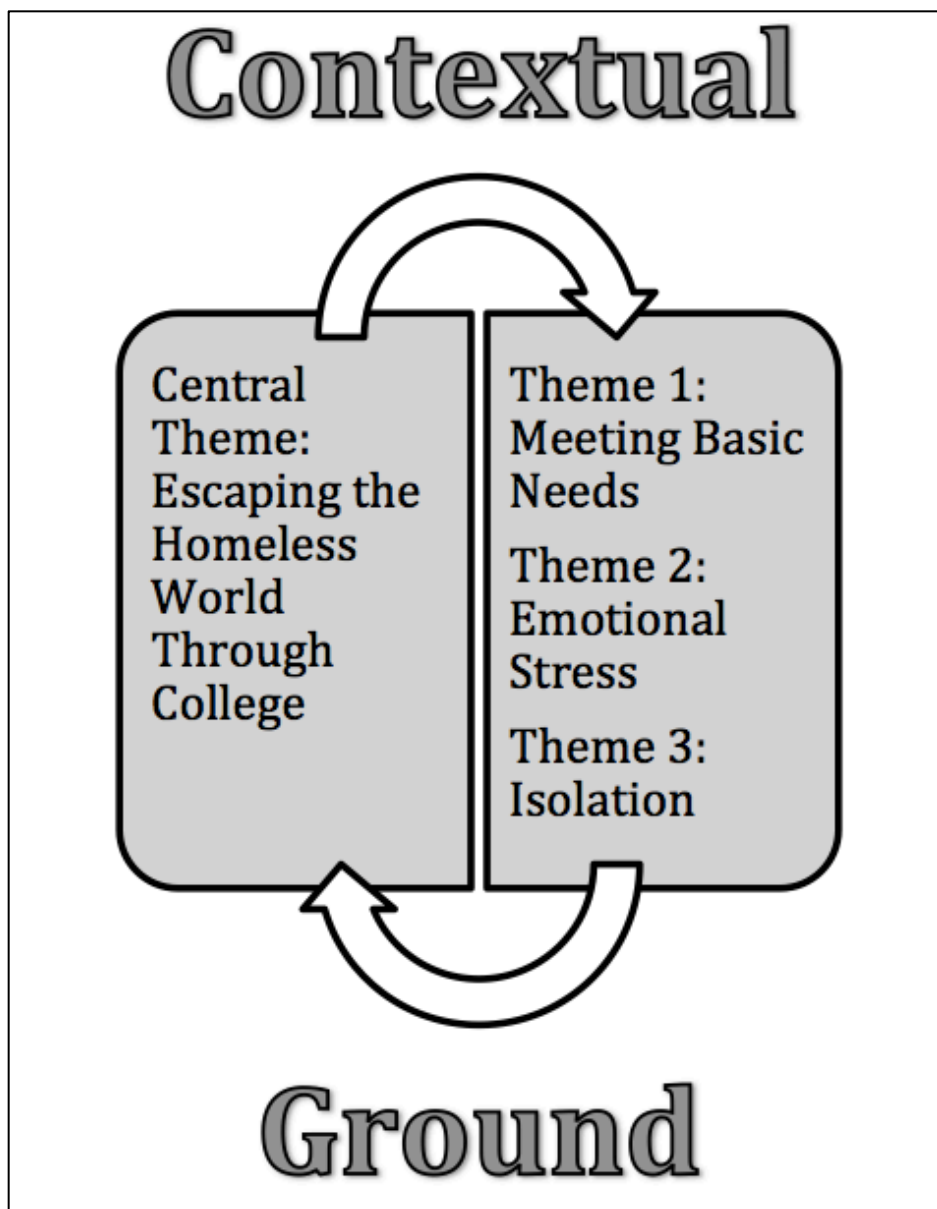 Contextual
Central
Theme:
Escaping the
Homeless
World
Through
College
Theme 1:
Meeting Basic
Needs
Theme 2:
Emotional
Stress
Theme 3:
Isolation
Ground